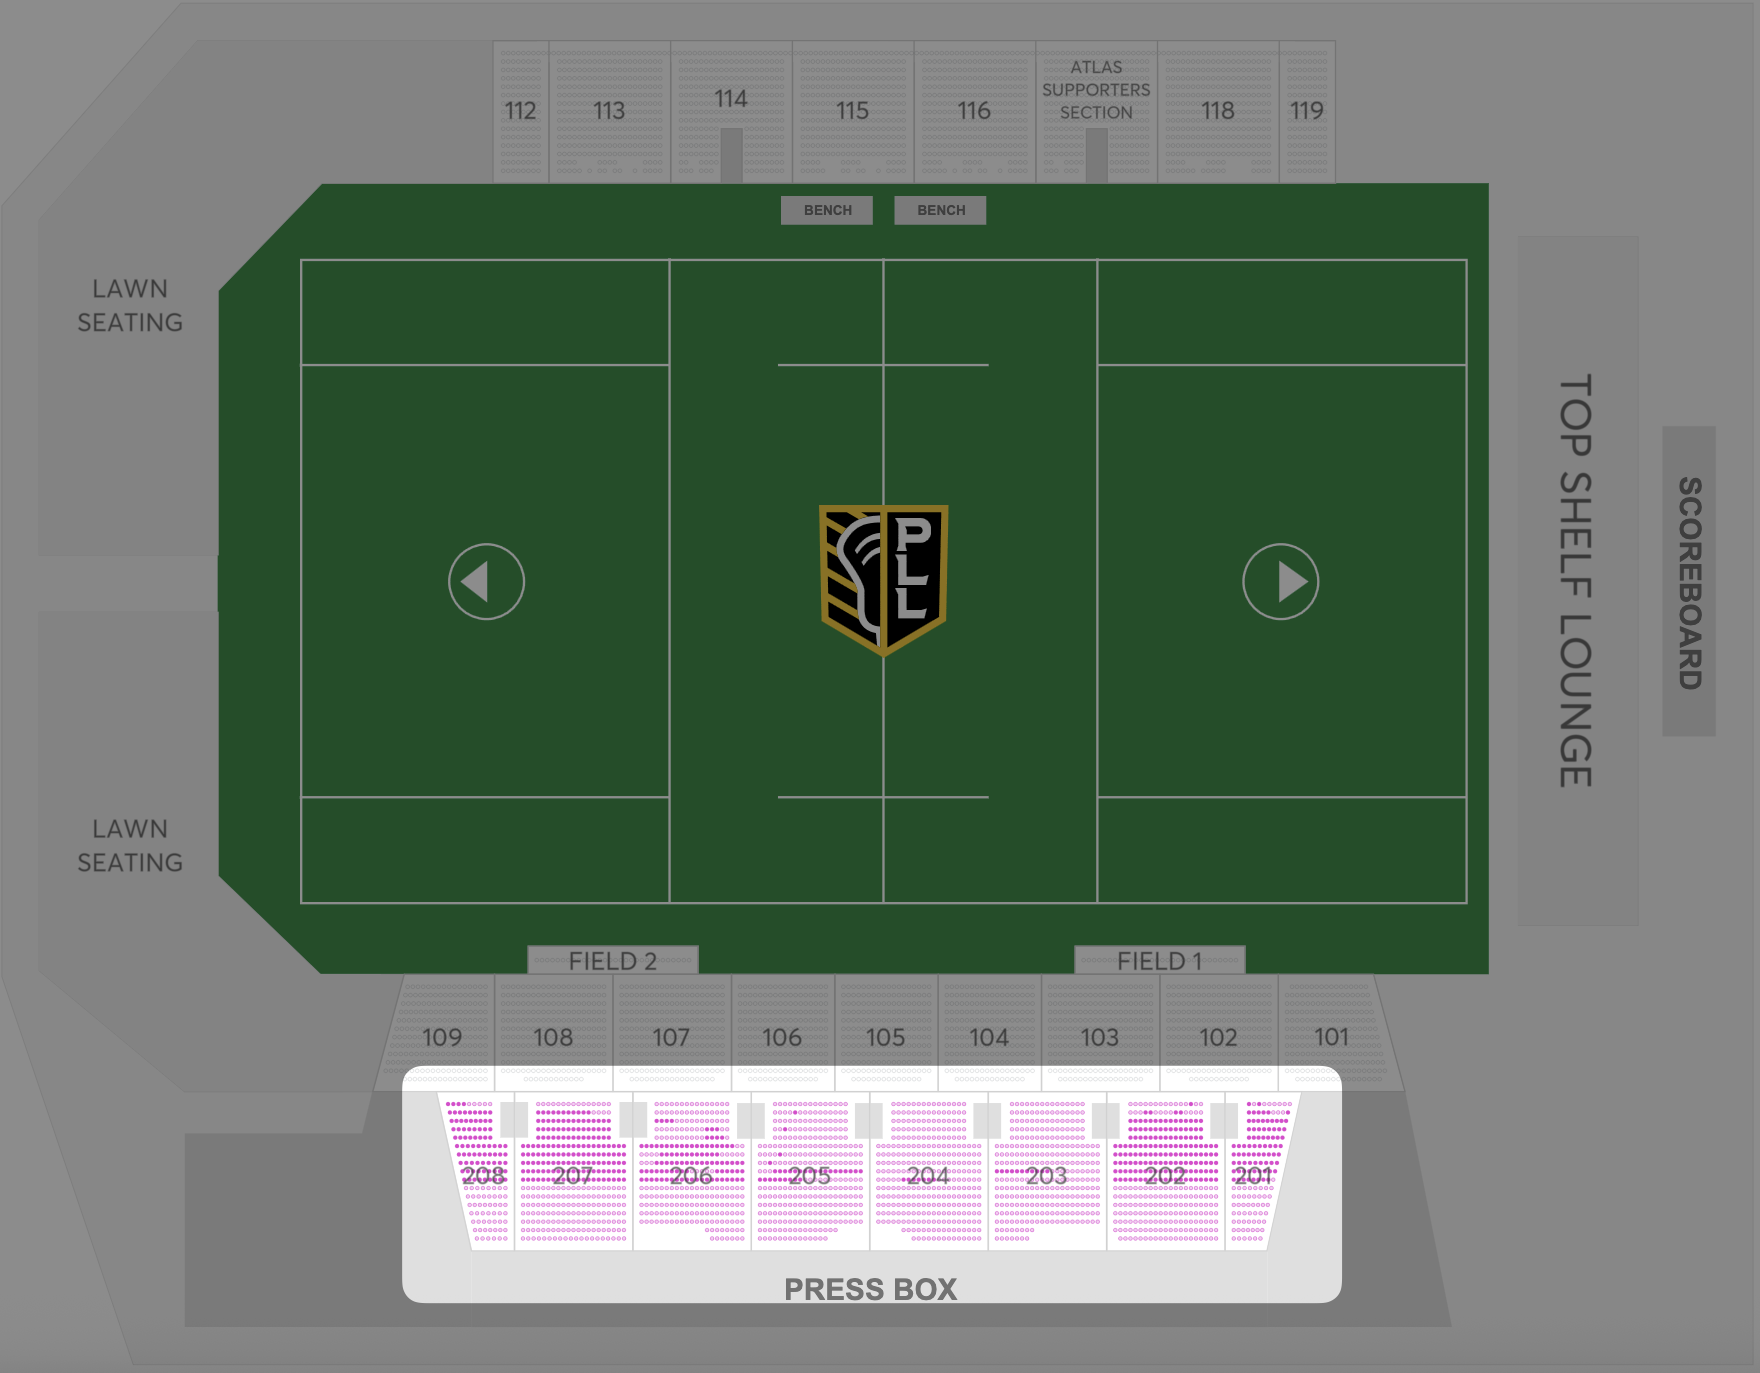 112
113
114
115
116
ATLAS
SUPPORTERS
SECTION
118
119
BENCH
BENCH
LAWN
SEATING
TOP SHELF LOUNGE
SCOREBOARD
PLL
LAWN
SEATING
FIELD 2
FIELD 1
109
108
107
106
105
104
103
102
101
208
207
206
205
204
203
202
201
PRESS BOX